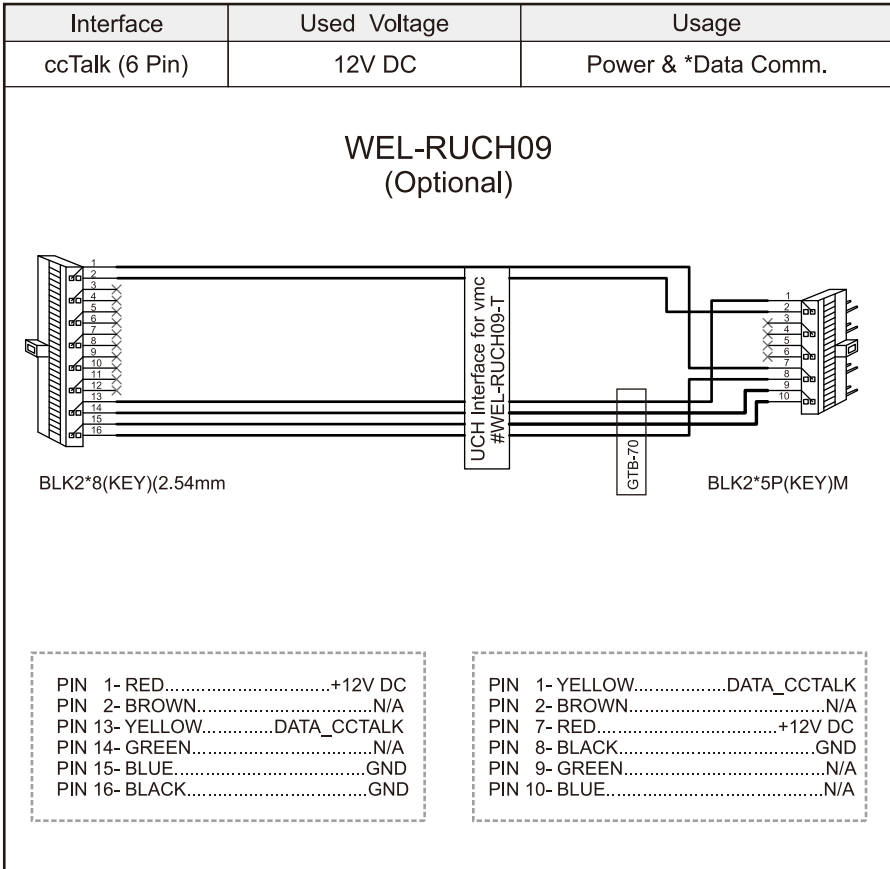 Interface Used Voltage Usage
ccTalk (6 Pin) 12V DC Power & *Data Comm.
WEL-RUCH09
(Optional)
1
2
3
4
5
6
7
8
9
10
11
12
13
14
15
16
UCH Interface for vmc
#WEL-RUCH09-T
GTB-70
1
2
3
4
5
6
7
8
9
10
BLK2*8(KEY)(2.54mm
BLK2*5P(KEY)M
PIN 1- RED..............................+12V DC
PIN 2- BROWN...............................N/A
PIN 13- YELLOW..............DATA_CCTALK
PIN 14- GREEN................................N/A
PIN 15- BLUE..................................GND
PIN 16- BLACK................................GND
PIN 1- YELLOW.................DATA_CCTALK
PIN 2- BROWN.....................................N/A
PIN 7- RED.....................................+12V DC
PIN 8- BLACK...................................GND
PIN 9- GREEN.....................................N/A
PIN 10- BLUE.......................................N/A